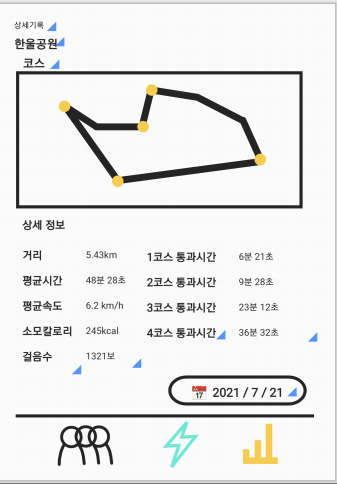 상세기록
한울공원
코스
상세 정보
거리 5.43km 1코스 통과시간 6분 21초
평균시간 48분 28초 2코스 통과시간 9분 28초
평균속도 6.2 km/h 3코스 통과시간 23분 12초
소모칼로리 245kcal 4코스 통과시간 36분 32초
걸음수 1321보
2021 / 7 / 21